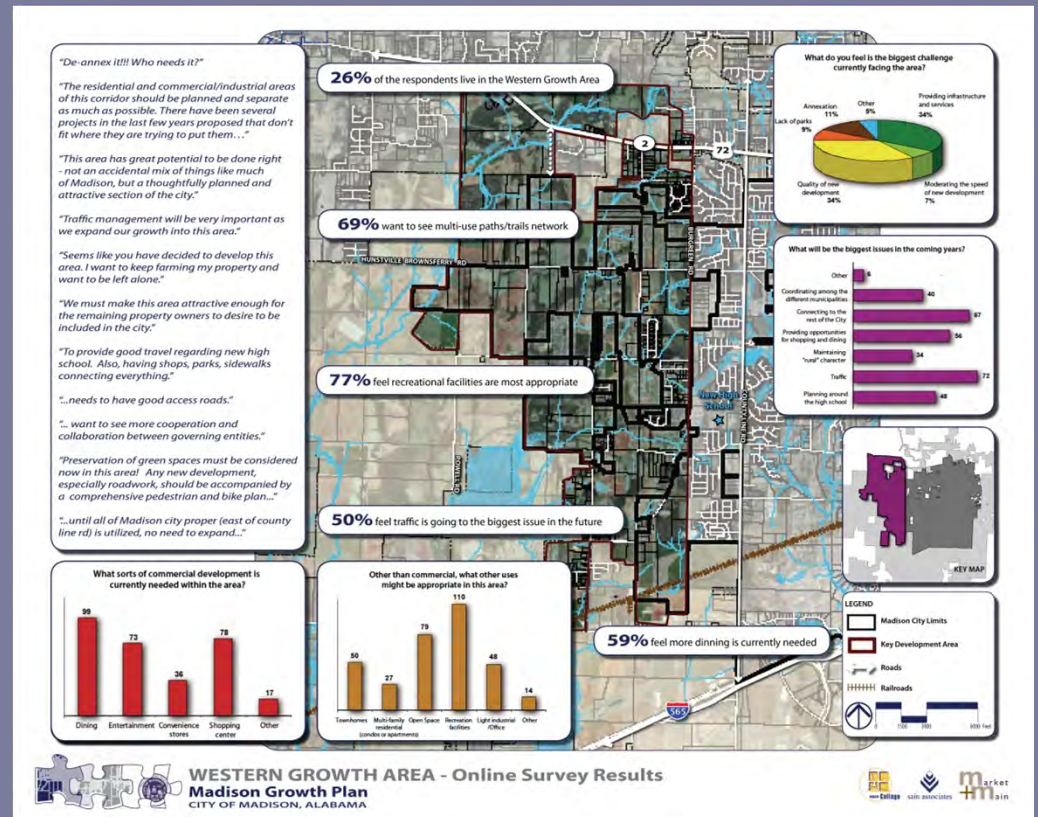 "De-annex it!!! Who needs it?"
"The residential and commercial/industrial areas
of this corridor should be planned and separate
as much as possible. There have been several
projects in the last few years proposed that don't
fit where they are trying to put them…"
"This area has great potential to be done right
- not an accidental mix of things like much
of Madison, but a thoughtfully planned and
attractive section of the city."
"Traffic management will be very important as
we expand our growth into this area."
"Seems like you have decided to develop this
area. I want to keep farming my property and
want to be left alone."
"We must make this area attractive enough for
the remaining property owners to desire to be
included in the city."
"To provide good travel regarding new high
school. Also, having shops, parks, sidewalks
connecting everything."
"...needs to have good access roads."
"... want to see more cooperation and
collaboration between governing entities."
"Preservation of green spaces must be considered
now in this area! Any new development,
especially roadwork, should be accompanied by
a comprehensive pedestrian and bike plan..."
"...until all of Madison city proper (east of county
line rd) is utilized, no need to expand..."
26% of the respondents live in the Western Growth Area
2
72
69% want to see multi-use paths/trails network
HUNSTVILLE BROWNSFERRY RD
BURGREEN RD
77% feel recreational facilities are most appropriate
New High
School
COUNTY LINE RD
POWELL RD
50% feel traffic is going to the biggest issue in the future
59% feel more dinning is currently needed
565
What do you feel is the biggest challenge
currently facing the area?
Annexation
11%
Other
5%
Providing infrastructure
and services
34%
Lack of parks
9%
Quality of new
development
34%
Moderating the speed
of new development
7%
What will be the biggest issues in the coming years?
Other
6
Coordinating among the
different municipalities
40
Connecting to the
rest of the City
67
Providing opportunities
for shopping and dining
56
Maintaining
"rural" character
34
Traffic
72
Planning around
the high school
48
KEY MAP
LEGEND
Madison City Limits
Key Development Area
Roads
Railroads
0 1500 3000 6000 Feet
What sorts of commercial development is
currently needed within the area?
99
73
36
78
17
Dining Entertainment Convenience
stores Shopping
center Other
Other than commercial, what other uses
might be appropriate in this area?
50
27
79
110
48
14
Townhomes Multi-family
residential
(condos or apartments) Open Space Recreation
facilities Light industrial
/Office Other
WESTERN GROWTH AREA - Online Survey Results
Madison Growth Plan
CITY OF MADISON, ALABAMA
Collage
sain associates
market
+main